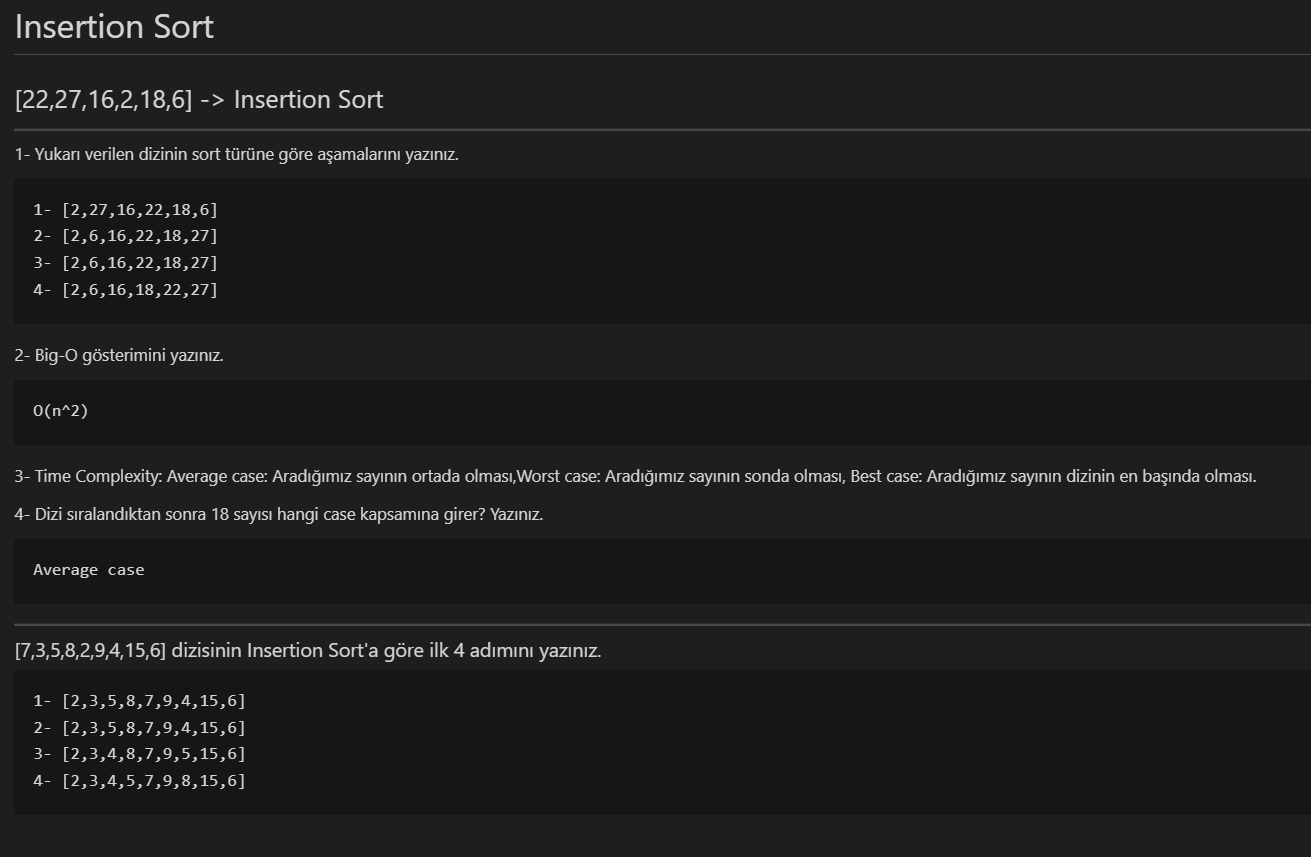 Insertion Sort
[22,27,16,2,18,6] -> Insertion Sort
1- Yukarı verilen dizinin sort türüne göre aşamalarını yazınız.
1- [2,27,16,22,18,6]
2- [2,6,16,22,18,27]
3- [2,6,16,22,18,27]
4- [2,6,16,18,22,27]
2- Big-O gösterimini yazınız.
O(n^2)
3- Time Complexity: Average case: Aradığımız sayının ortada olması,Worst case: Aradığımız sayının sonda olması, Best case: Aradığımız sayının dizinin en başında olması.
4- Dizi sıralandıktan sonra 18 sayısı hangi case kapsamına girer? Yazınız.
Average case
[7,3,5,8,2,9,4,15,6] dizisinin Insertion Sort'a göre ilk 4 adımını yazınız.
1- [2,3,5,8,7,9,4,15,6]
2- [2,3,5,8,7,9,4,15,6]
3- [2,3,4,8,7,9,5,15,6]
4- [2,3,4,5,7,9,8,15,6]